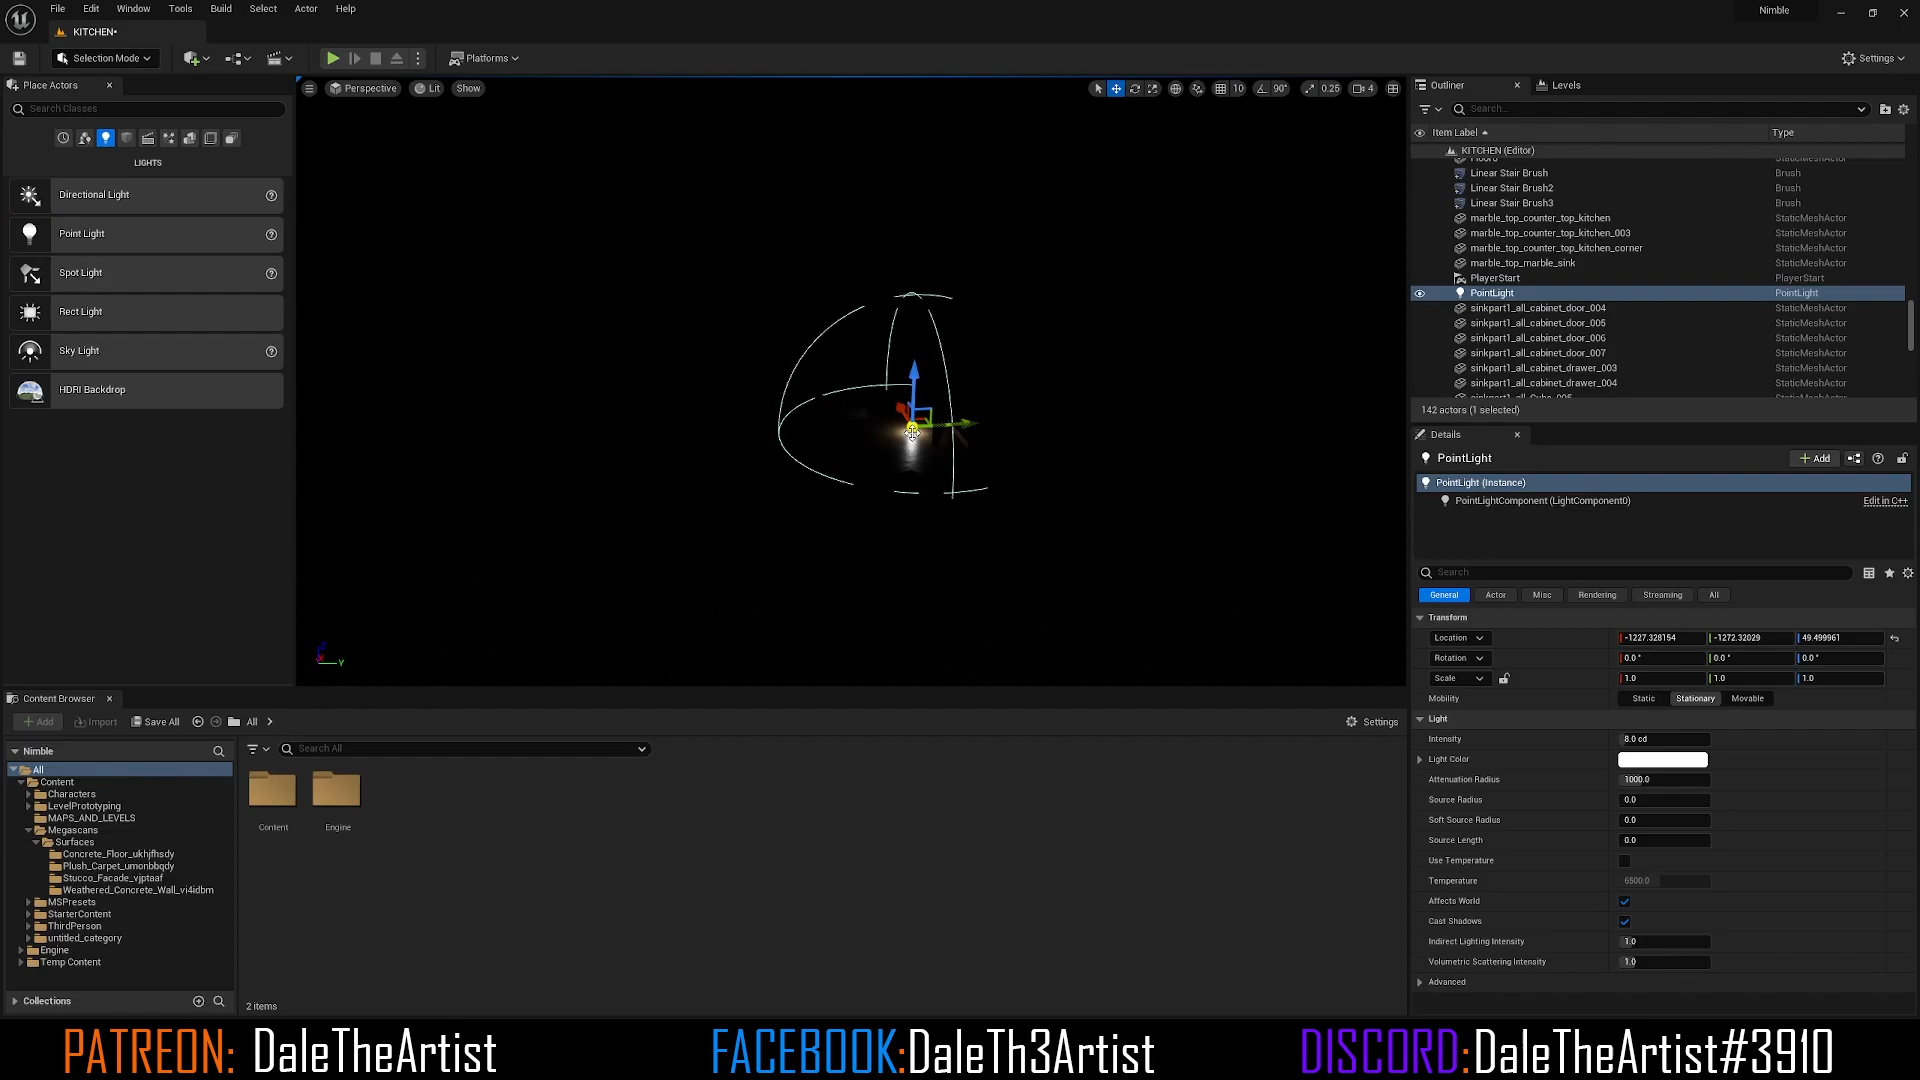 File Edit Window Tools Build Select Actor Help
Nimble
KITCHEN•
Selection Mode
Platforms
Settings
Place Actors
Search Classes
LIGHTS
Directional Light
Point Light
Spot Light
Rect Light
Sky Light
HDRI Backdrop
Perspective Lit Show
10 90° 0.25 4
Y
Outliner Levels
Search...
Item Label Type
KITCHEN (Editor)
Linear Stair Brush Brush
Linear Stair Brush2 Brush
Linear Stair Brush3 Brush
marble_top_counter_top_kitchen StaticMeshActor
marble_top_counter_top_kitchen_003 StaticMeshActor
marble_top_counter_top_kitchen_corner StaticMeshActor
marble_top_marble_sink StaticMeshActor
PlayerStart PlayerStart
PointLight PointLight
sinkpart1_all_cabinet_door_004 StaticMeshActor
sinkpart1_all_cabinet_door_005 StaticMeshActor
sinkpart1_all_cabinet_door_006 StaticMeshActor
sinkpart1_all_cabinet_door_007 StaticMeshActor
sinkpart1_all_cabinet_drawer_003 StaticMeshActor
sinkpart1_all_cabinet_drawer_004 StaticMeshActor
142 actors (1 selected)
Details
PointLight
Add
PointLight (Instance)
PointLightComponent (LightComponent0) Edit in C++
Search
General Actor Misc Rendering Streaming All
Transform
Location -1227.328154 -1272.32029 49.499961
Rotation 0.0° 0.0° 0.0°
Scale 1.0 1.0 1.0
Mobility Static Stationary Movable
Light
Intensity 8.0 cd
Light Color
Attenuation Radius 1000.0
Source Radius 0.0
Soft Source Radius 0.0
Source Length 0.0
Use Temperature
Temperature 6500.0
Affects World
Cast Shadows
Indirect Lighting Intensity 1.0
Volumetric Scattering Intensity 1.0
Advanced
Content Browser
Add Import Save All All Settings
Nimble
Search All
All
Content
Characters
LevelPrototyping
MAPS_AND_LEVELS
Megascans
Surfaces
Concrete_Floor_ukhjfhsdy
Plush_Carpet_umonbbqdy
Stucco_Facade_vjptaaf
Weathered_Concrete_Wall_vi4idbm
MSPresets
StarterContent
ThirdPerson
untitled_category
Engine
Temp Content
Content Engine
Collections
2 items
PATREON: DaleTheArtist FACEBOOK:DaleTh3Artist DISCORD:DaleTheArtist#3910